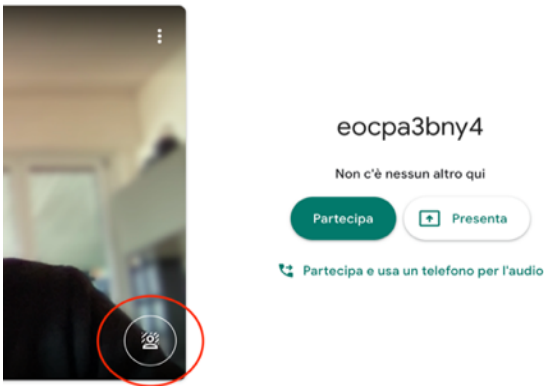 eocpa3bny4
Non c'è nessun altro qui
Partecipa
Presenta
Partecipa e usa un telefono per l'audio